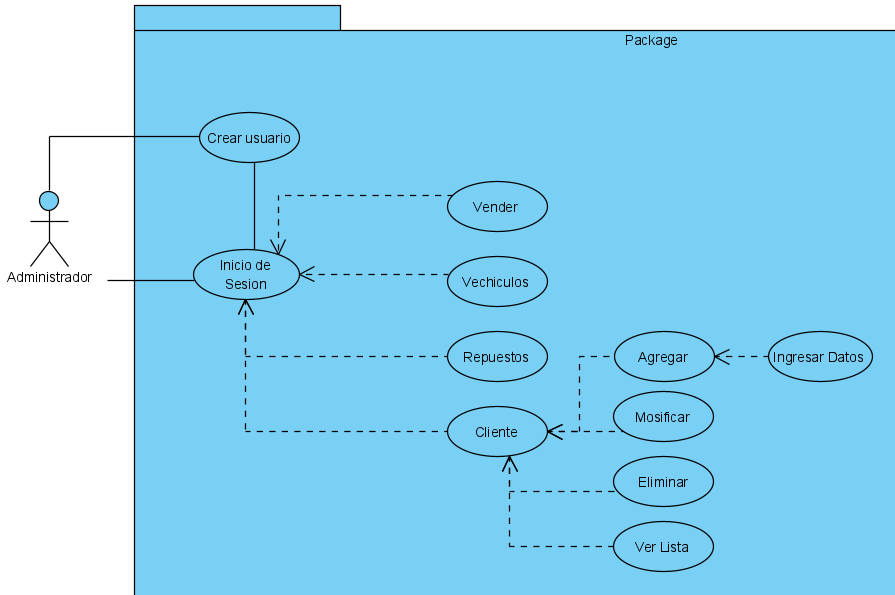 Package
Crear usuario
Vender
Administrador
Inicio de
Sesion
Vechiculos
Repuestos
Agregar
Ingresar Datos
Cliente
Mosificar
Eliminar
Ver Lista